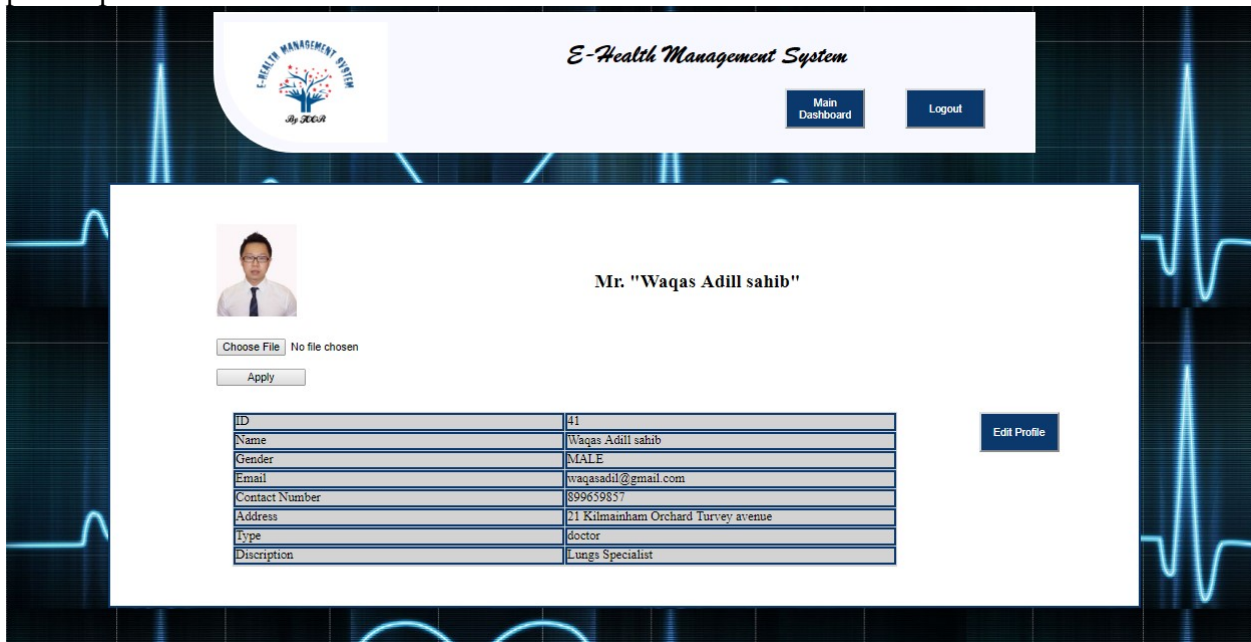 E-HEALTH MANAGEMENT SYSTEM
E-Health Management System
Main
Dashboard
Logout
Mr. "Waqas Adill sahib"
Choose File No file chosen
Apply
ID 41
Name Waqas Adill sahib
Gender MALE
Email waqasadil@gmail.com
Contact Number 899659857
Address 21 Kilmainham Orchard Turvey avenue
Type doctor
Discription Lungs Specialist
Edit Profile